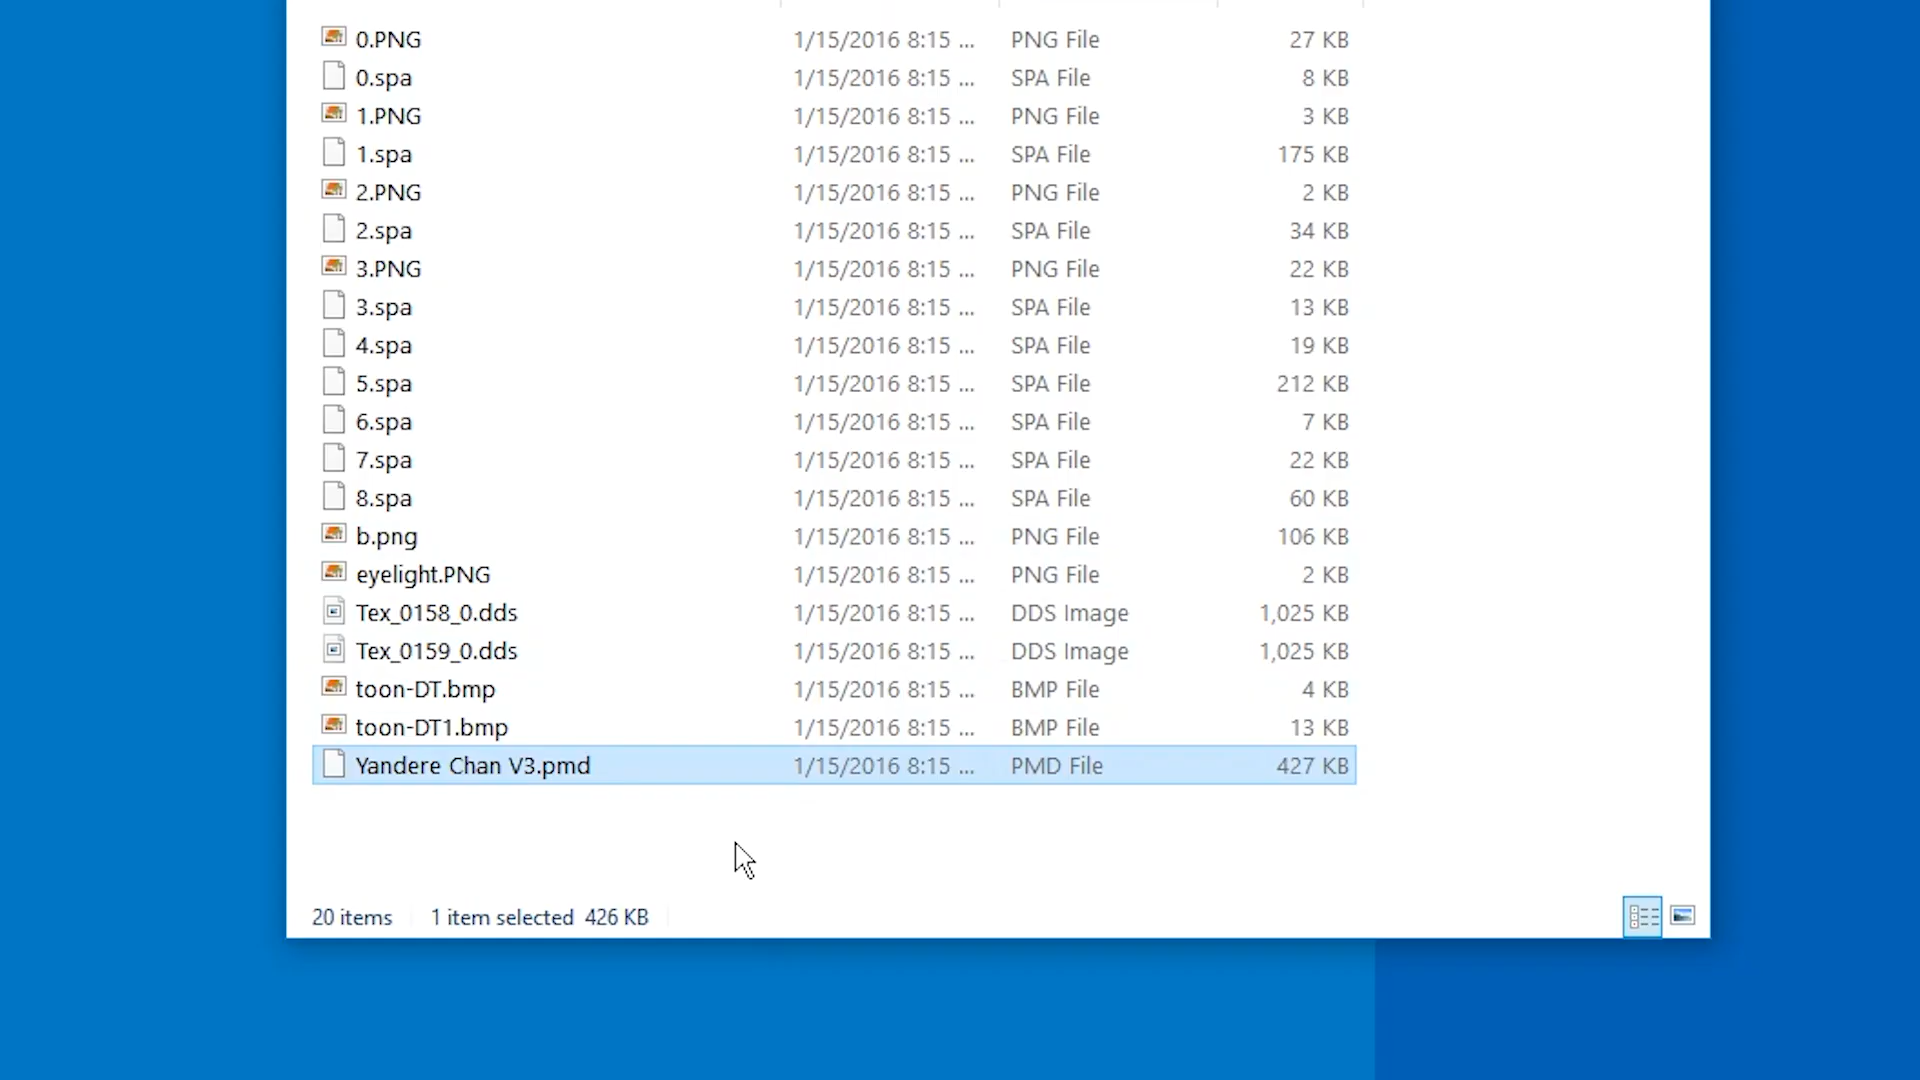 0.PNG 1/15/2016 8:15 ... PNG File 27 KB
0.spa 1/15/2016 8:15 ... SPA File 8 KB
1.PNG 1/15/2016 8:15 ... PNG File 3 KB
1.spa 1/15/2016 8:15 ... SPA File 175 KB
2.PNG 1/15/2016 8:15 ... PNG File 2 KB
2.spa 1/15/2016 8:15 ... SPA File 34 KB
3.PNG 1/15/2016 8:15 ... PNG File 22 KB
3.spa 1/15/2016 8:15 ... SPA File 13 KB
4.spa 1/15/2016 8:15 ... SPA File 19 KB
5.spa 1/15/2016 8:15 ... SPA File 212 KB
6.spa 1/15/2016 8:15 ... SPA File 7 KB
7.spa 1/15/2016 8:15 ... SPA File 22 KB
8.spa 1/15/2016 8:15 ... SPA File 60 KB
b.png 1/15/2016 8:15 ... PNG File 106 KB
eyelight.PNG 1/15/2016 8:15 ... PNG File 2 KB
Tex_0158_0.dds 1/15/2016 8:15 ... DDS Image 1,025 KB
Tex_0159_0.dds 1/15/2016 8:15 ... DDS Image 1,025 KB
toon-DT.bmp 1/15/2016 8:15 ... BMP File 4 KB
toon-DT1.bmp 1/15/2016 8:15 ... BMP File 13 KB
Yandere Chan V3.pmd 1/15/2016 8:15 ... PMD File 427 KB
20 items 1 item selected 426 KB